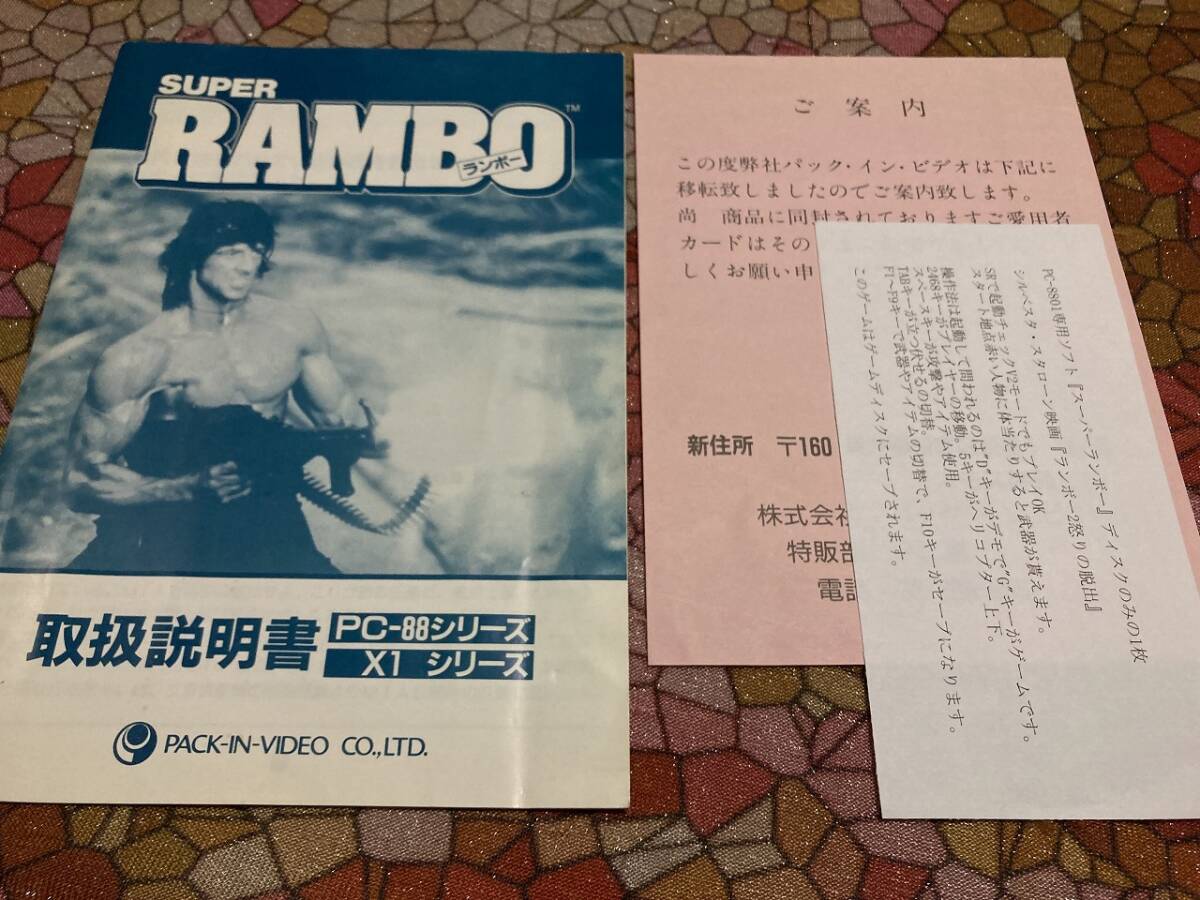 SUPER
RAMBO™
ランボー
取扱説明書
PC-88シリーズ
X1 シリーズ
PACK-IN-VIDEO CO.,LTD.
ご案内
この度弊社パック・イン・ビデオは下記に
移転致しましたのでご案内致します。
尚 商品に同封されておりますご愛用者
カードはその
しくお願い申
新住所 〒160
株式会社
特販部
電話
PC-8801専用ソフト『スーパーランボー』ディスクのみの1枚
シルベスタ・スタローン映画『ランボー2怒りの脱出』
SRで起動チェックV2モードでもプレイOK
スタート地点赤い人物に体当たりすると武器が貰えます。
操作法は起動して問われるのは"D"キーがデモで"G"キーがゲームです。
2468キーがプレイヤーの移動。5キーがヘリコプター上下。
スペースキーが攻撃やアイテム使用。
TABキーが立つ伏せるの切替。
F1～F9キーで武器やアイテムの切替で、F10キーがセーブになります。
このゲームはゲームディスクにセーブされます。